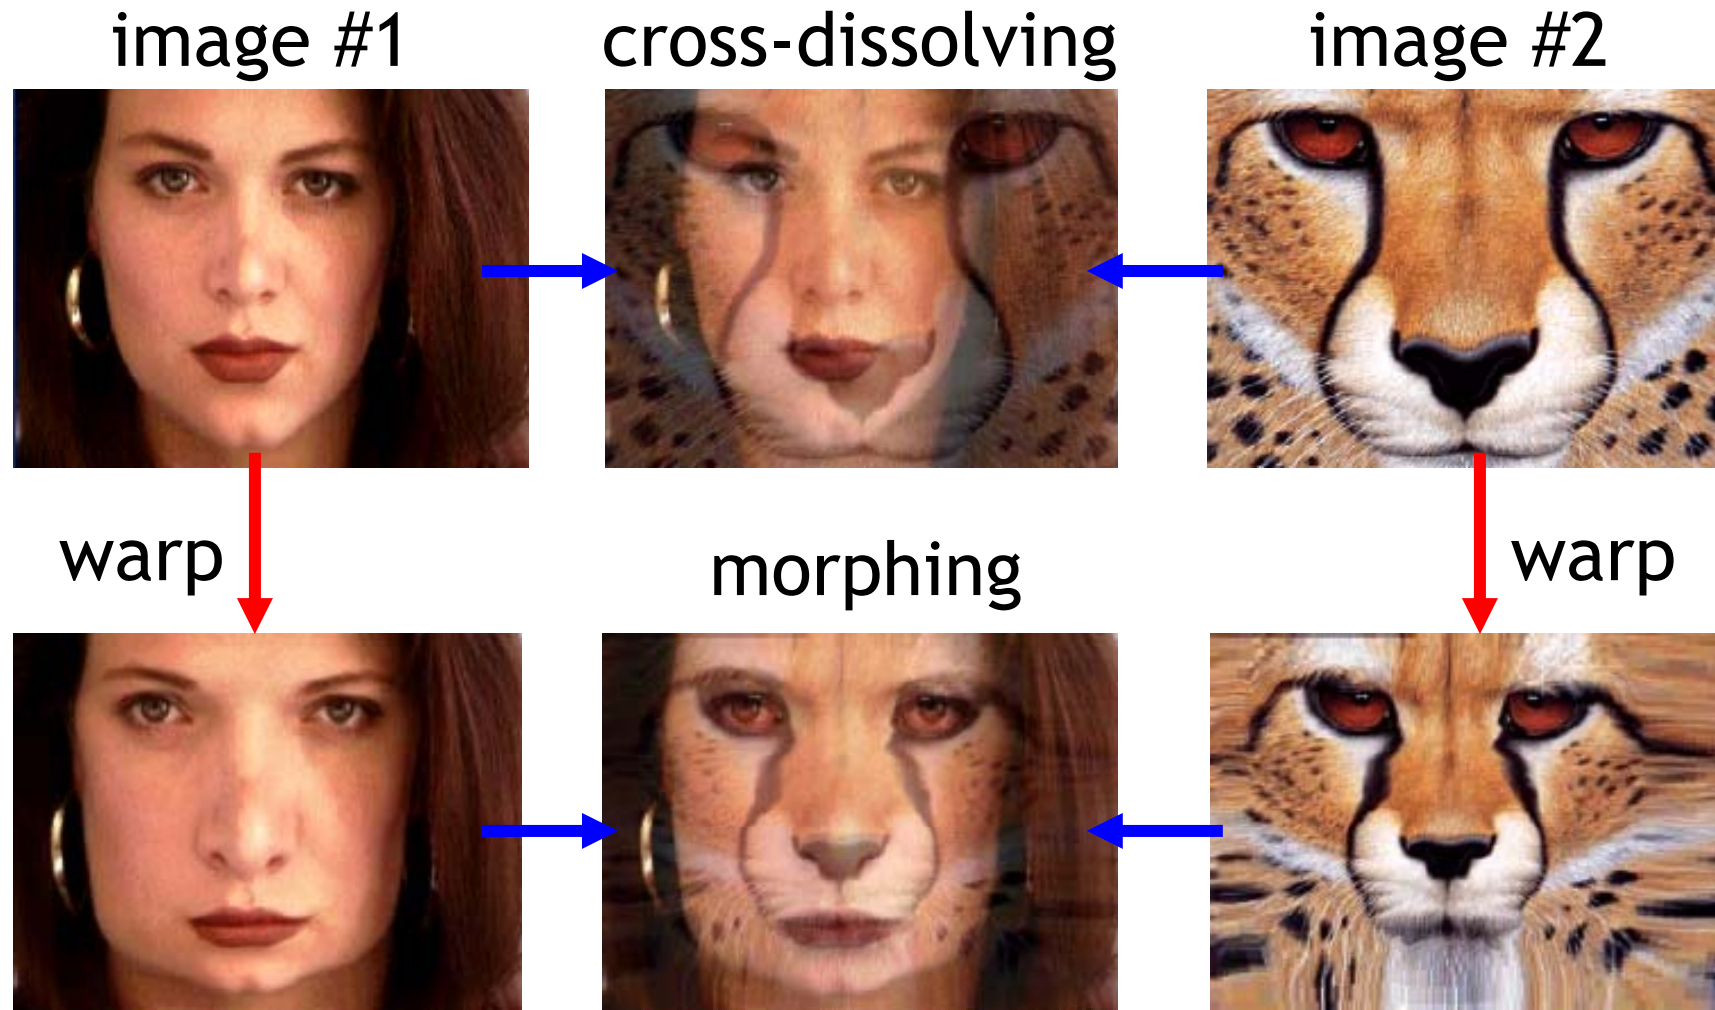 image #1
cross-dissolving
image #2
warp
morphing
warp